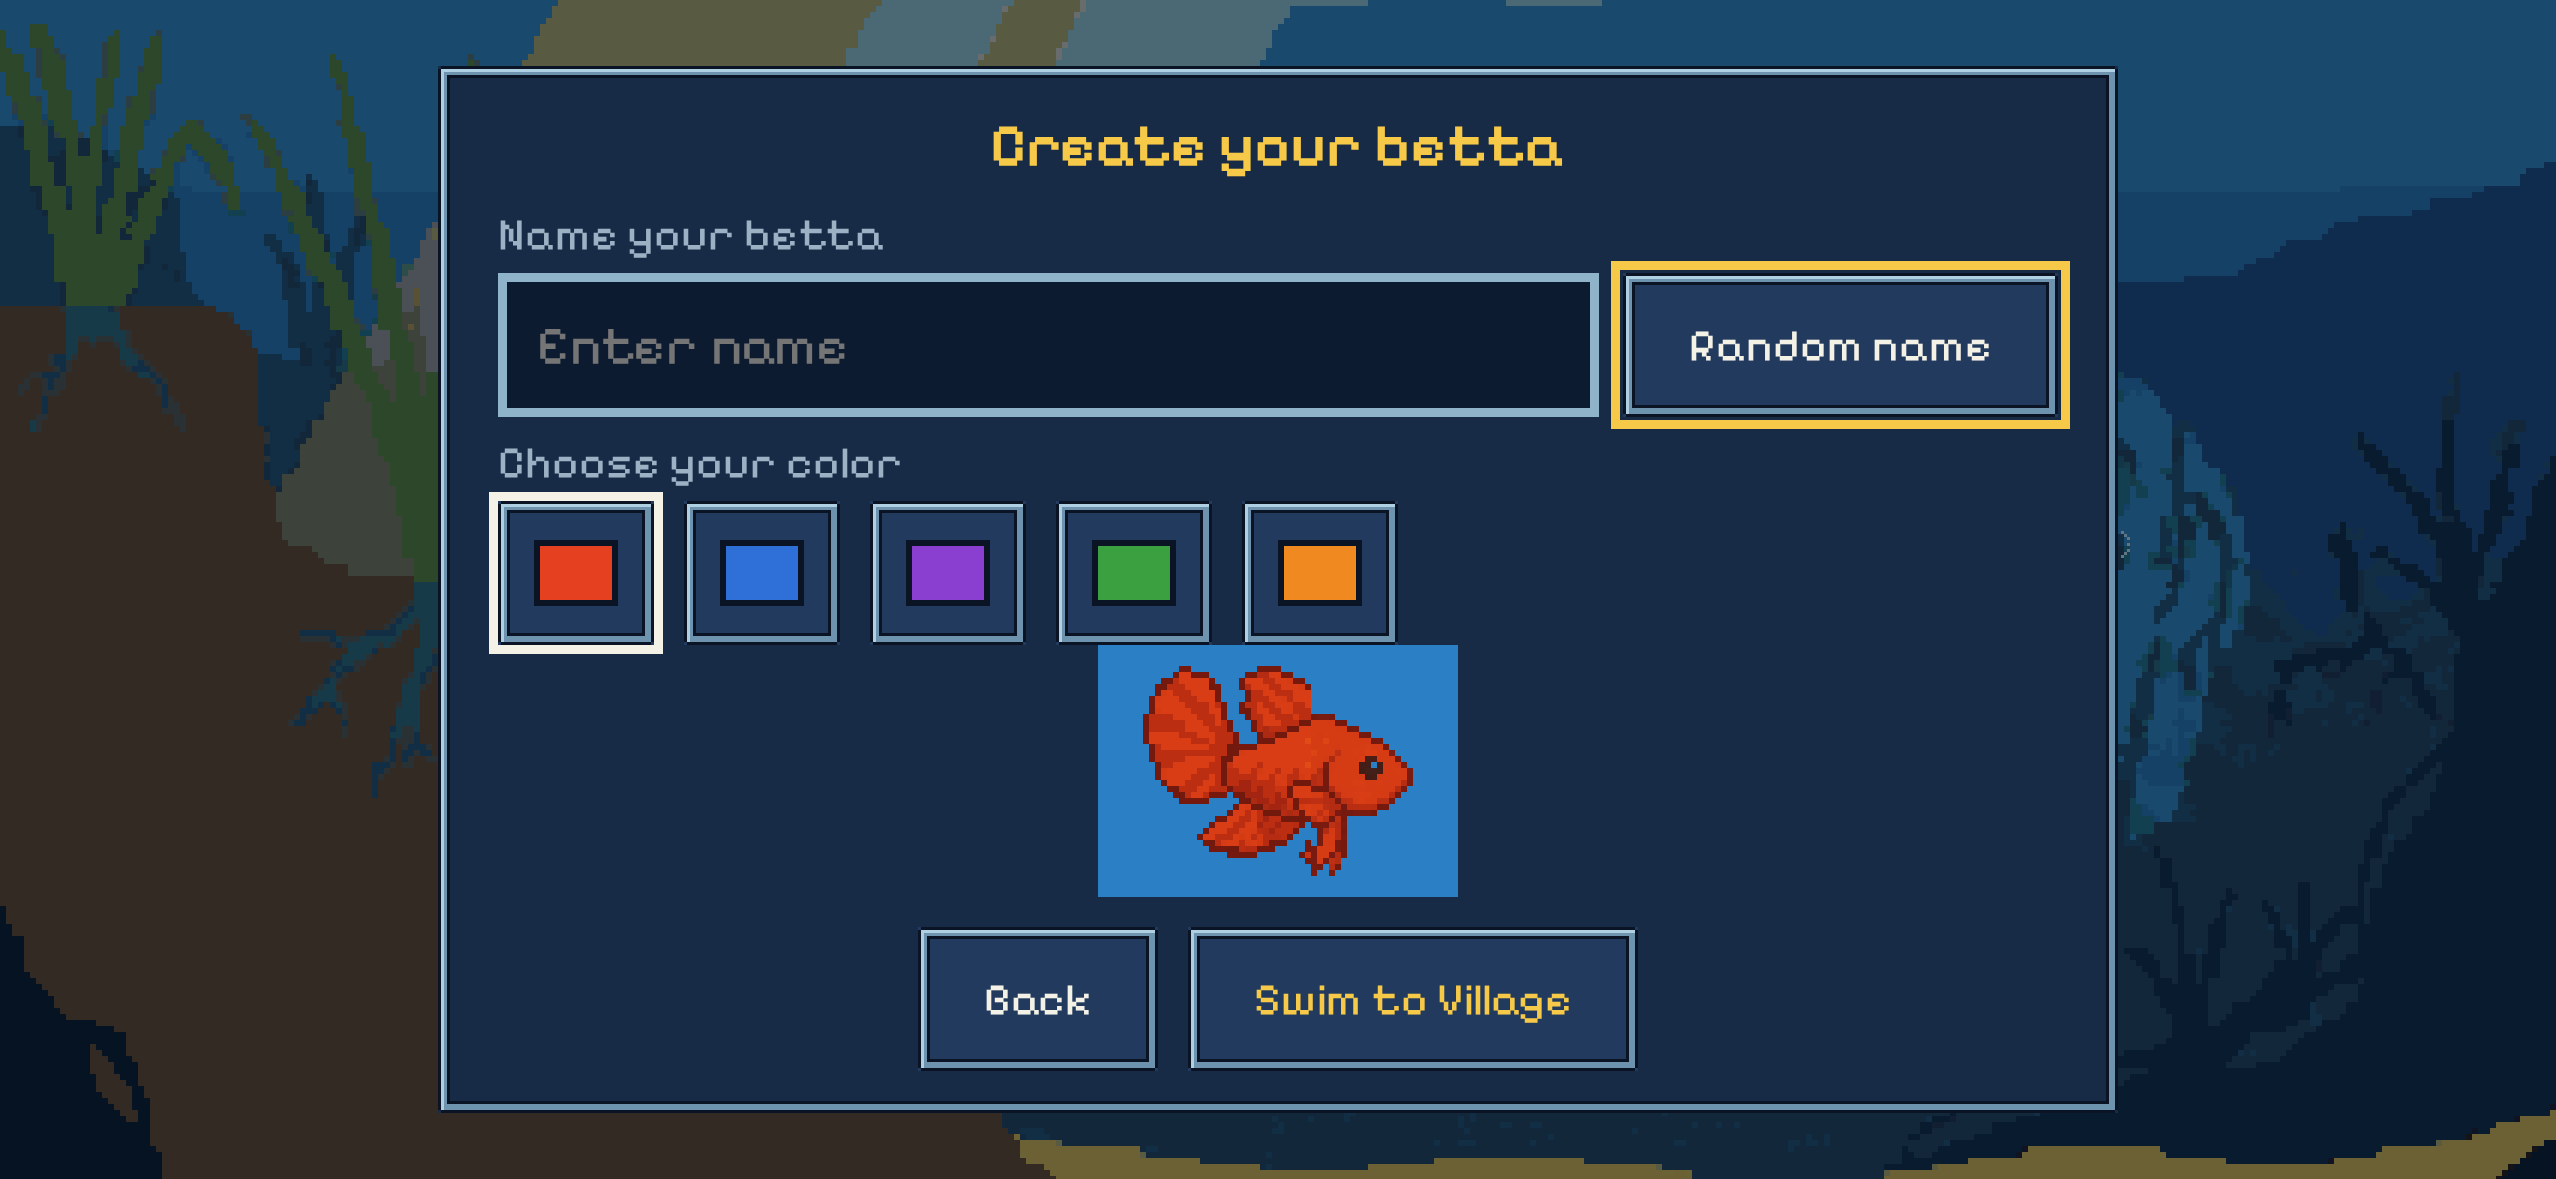 Create your betta
Name your betta
Enter name
Random name
Choose your color
Back
Swim to Village